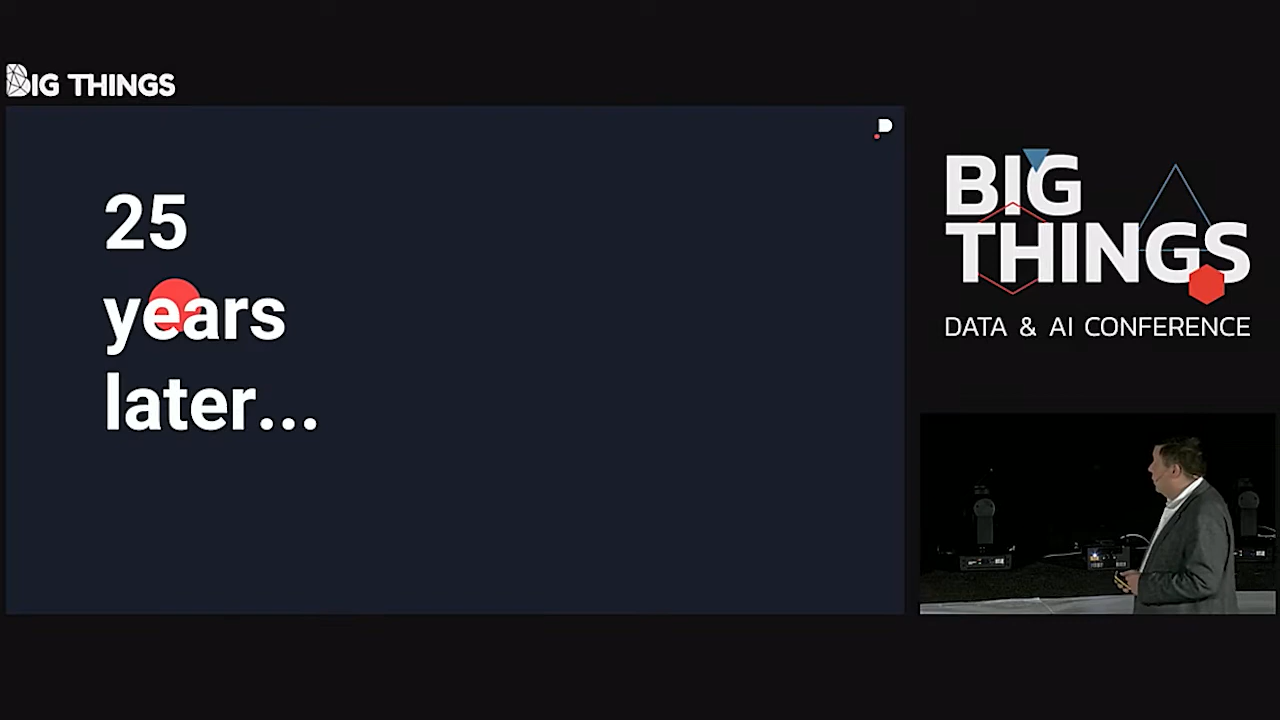 BIG THINGS
25
years
later...
BIG
THINGS
DATA & AI CONFERENCE